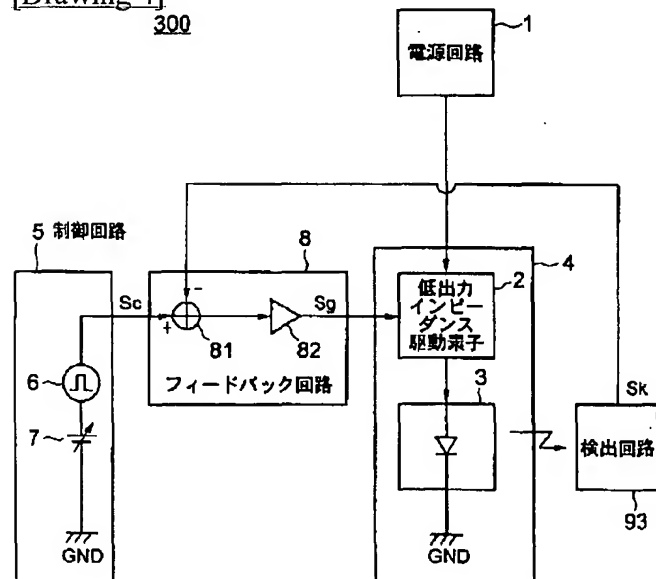 [Drawing 4]
300
1
電源回路
5 制御回路
8
4
Sc
-
+
81
82
Sg
2
低出力
インピー
ダンス
駆動素子
6
フィードバック回路
7
3
Sk
検出回路
93
GND
GND